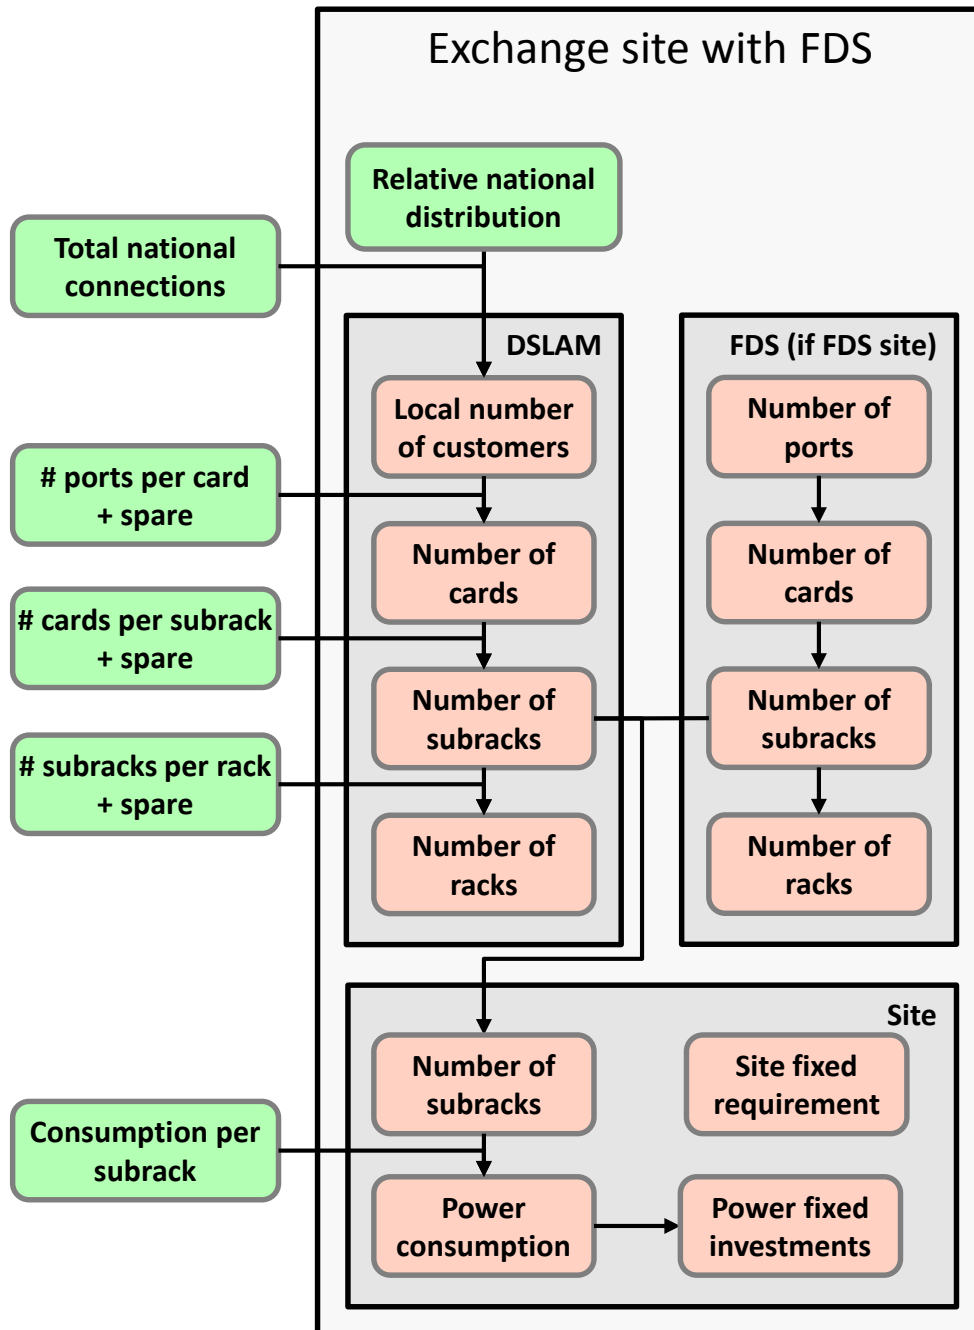 Exchange site with FDS
Relative national
distribution
Total national
connections
DSLAM
Local number
of customers
# ports per card
+ spare
Number of
cards
# cards per subrack
+ spare
Number of
subracks
# subracks per rack
+ spare
Number of
racks
FDS (if FDS site)
Number of
ports
Number of
cards
Number of
subracks
Number of
racks
Site
Number of
subracks
Site fixed
requirement
Consumption per
subrack
Power
consumption
Power fixed
investments